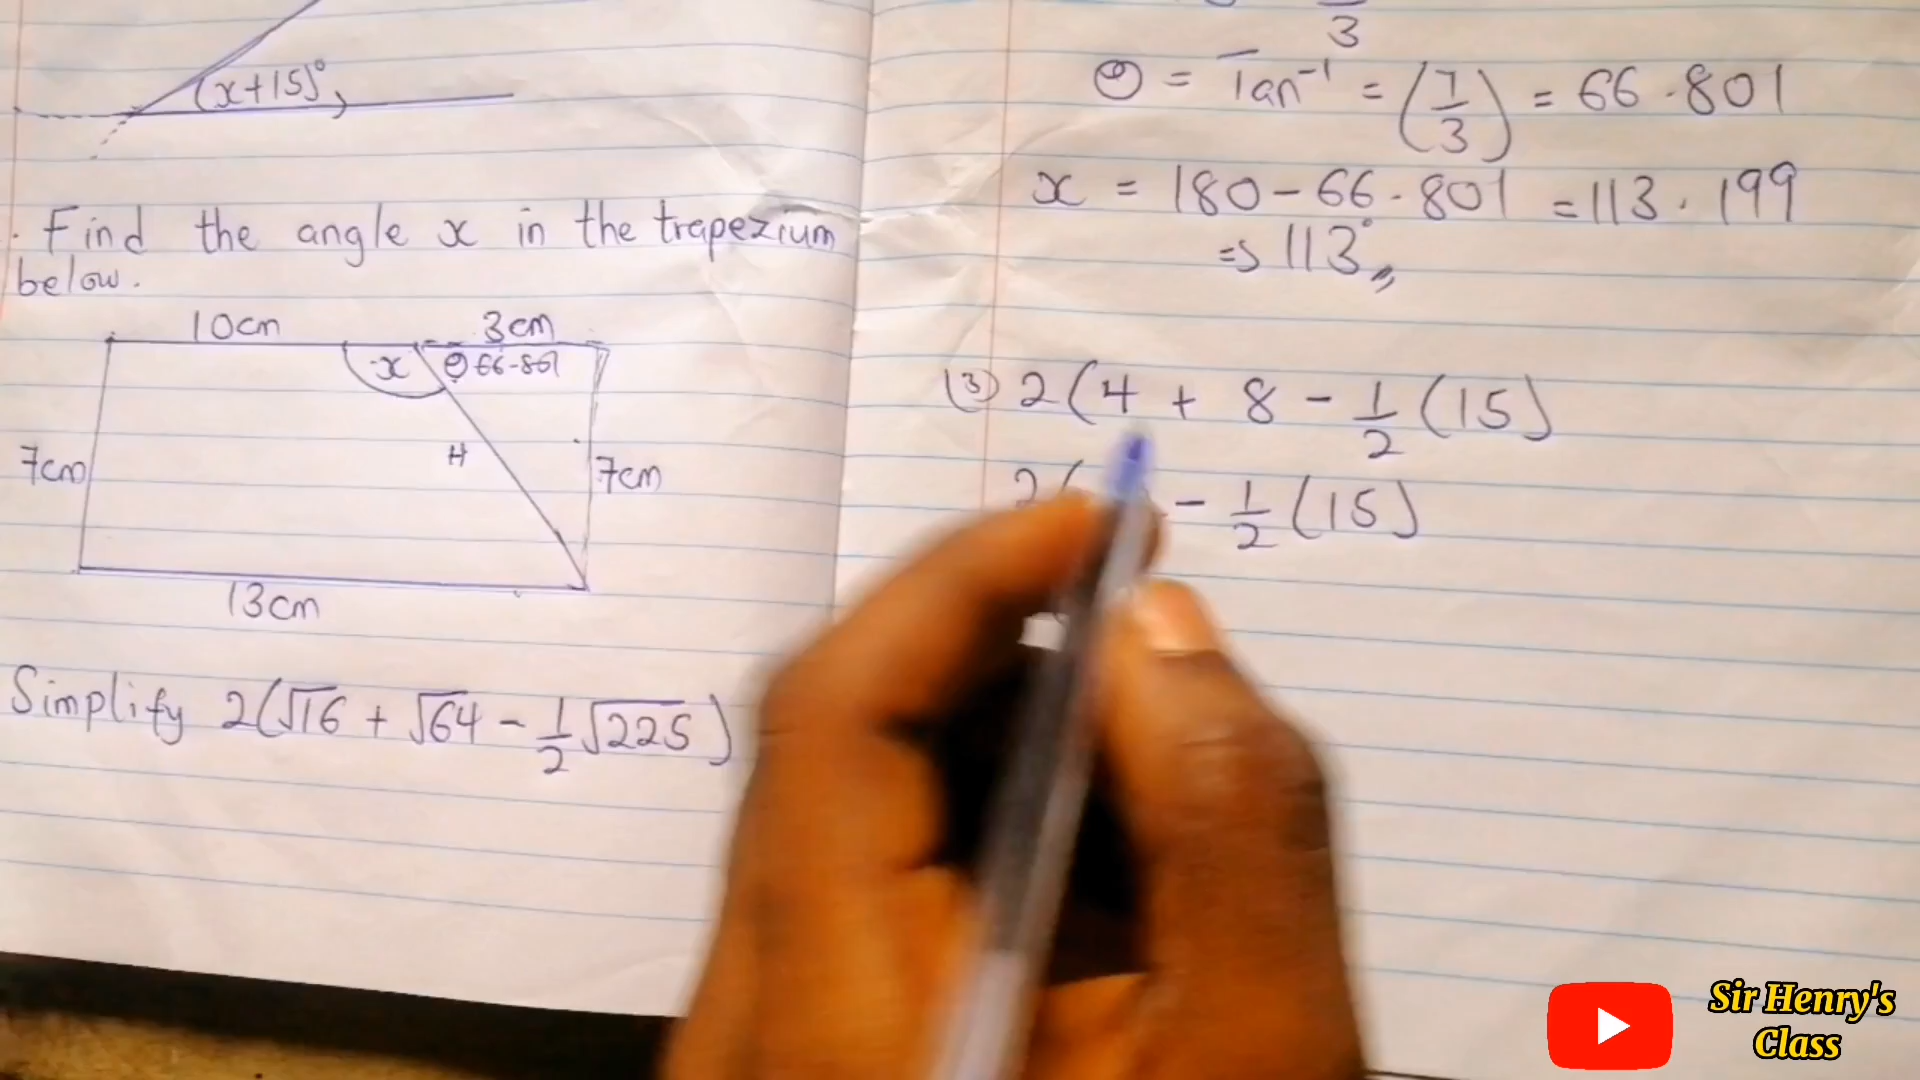 (x+15)°,
. Find the angle x in the trapezium
below.
10cm 3cm
x θ 66.801
7cm H 7cm
13cm
Simplify 2(√16 + √64 - 1/2 √225)
3
θ = Tan⁻¹ = (7/3) = 66.801
x = 180 - 66.801 = 113.199
⇒ 113°,,
(3) 2(4 + 8 - 1/2 (15)
2( - 1/2 (15)
Sir Henry's
Class